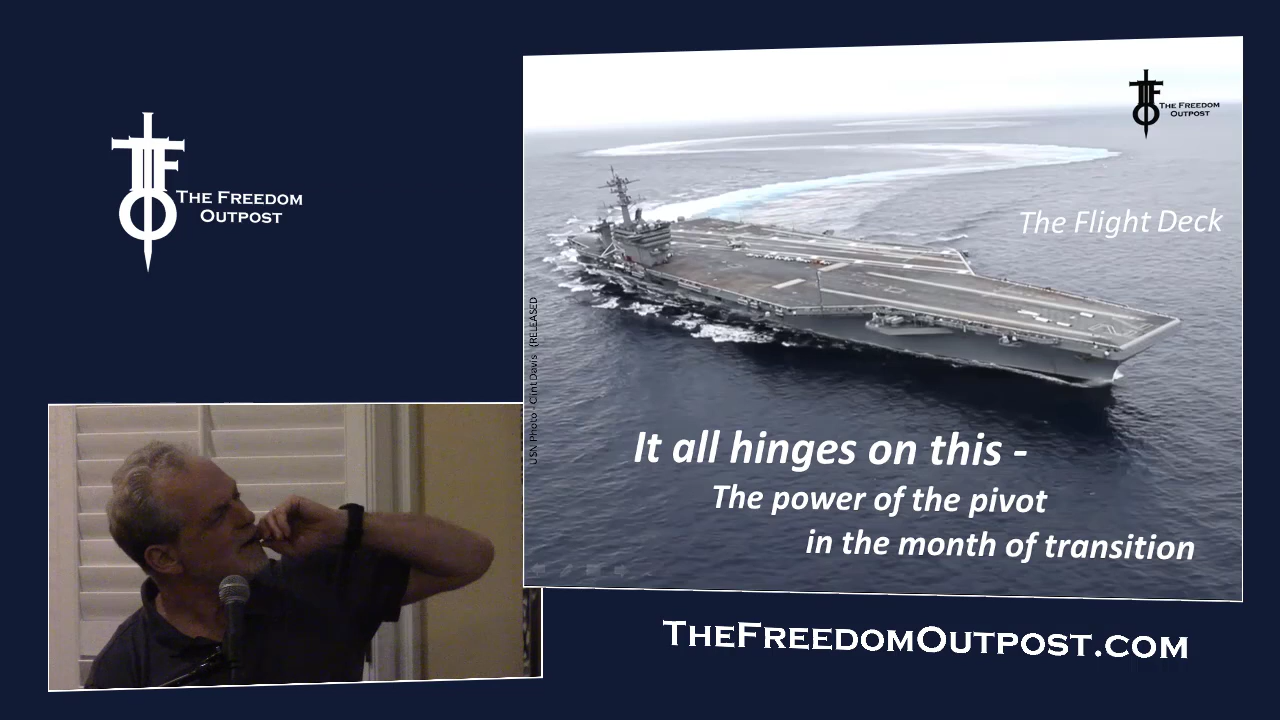 The Freedom
Outpost
The Freedom
Outpost
The Flight Deck
USN Photo - Clint Davis (RELEASED
It all hinges on this -
The power of the pivot
in the month of transition
TheFreedomOutpost.com